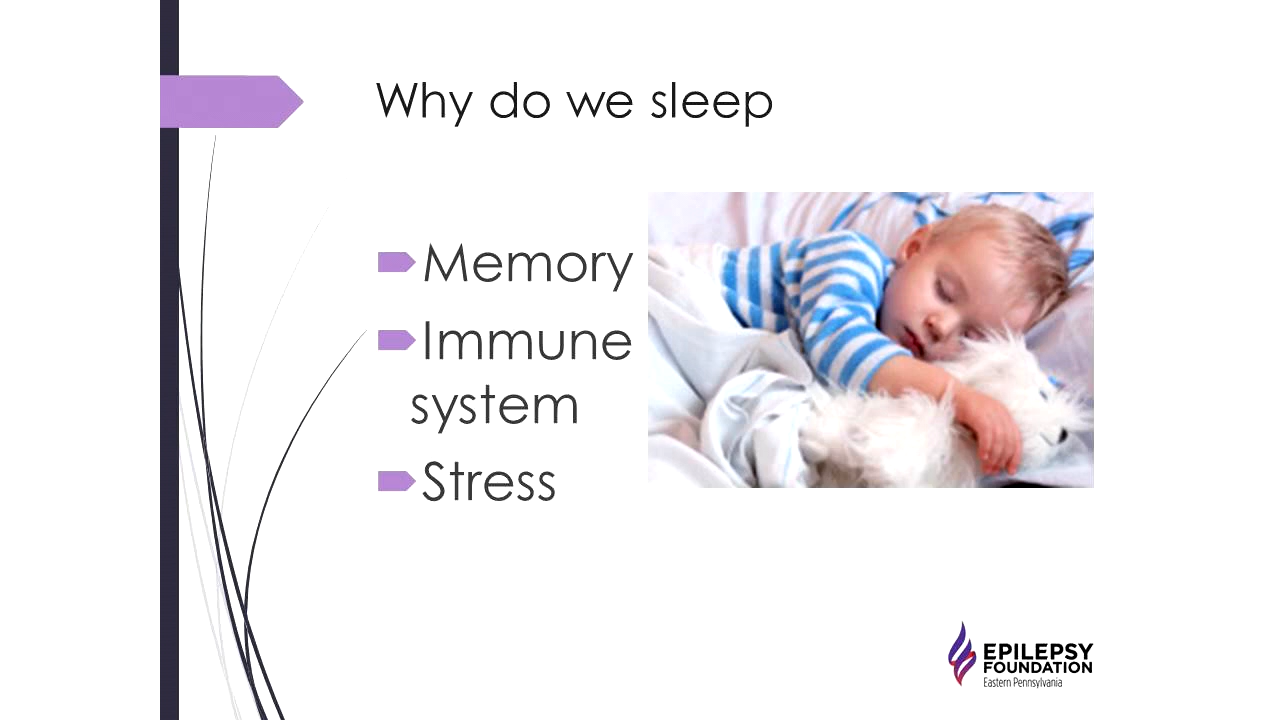 Why do we sleep
Memory
Immune
system
Stress
EPILEPSY
FOUNDATION
Eastern Pennsylvania